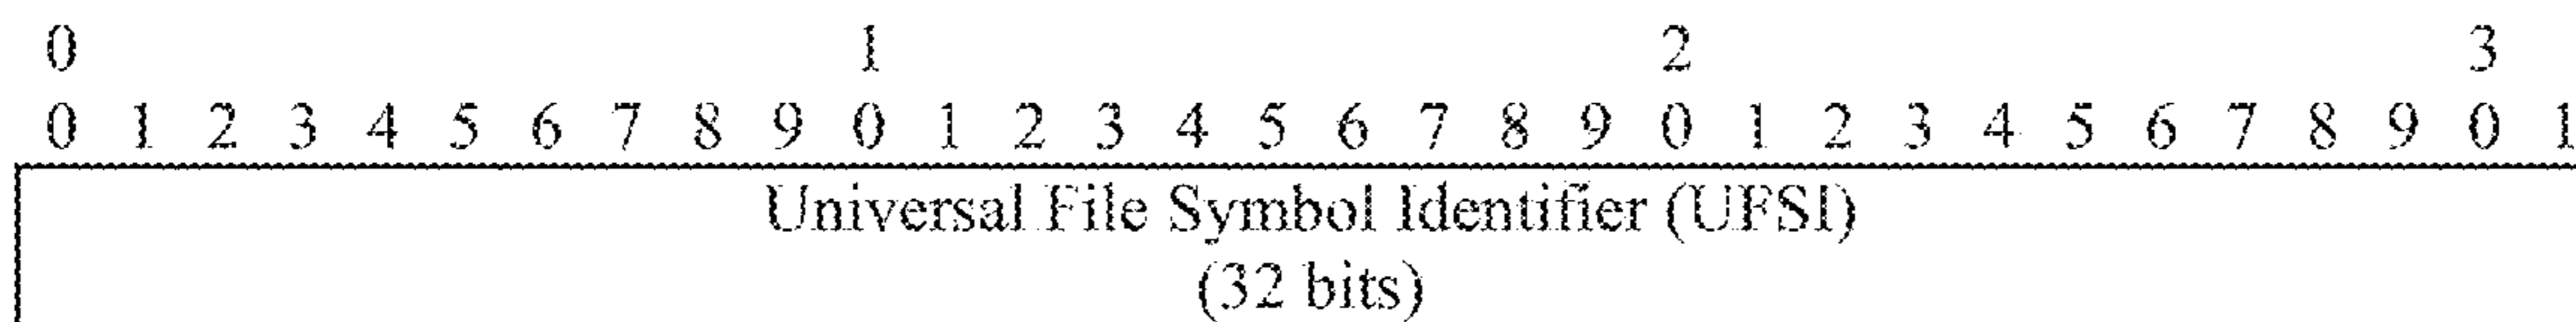 0 1 2 3
0 1 2 3 4 5 6 7 8 9 0 1 2 3 4 5 6 7 8 9 0 1 2 3 4 5 6 7 8 9 0 1
Universal File Symbol Identifier (UFSI)
(32 bits)